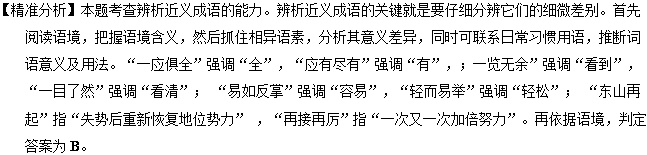 【精准分析】本题考查辨析近义成语的能力。辨析近义成语的关键就是要仔细分辨它们的细微差别。首先
阅读语境，把握语境含义，然后抓住相异语素，分析其意义差异，同时可联系日常习惯用语，推断词
语意义及用法。“一应俱全”强调“全”，“应有尽有”强调“有”，；一览无余”强调“看到”，
“一目了然”强调“看清”； “易如反掌”强调“容易”，“轻而易举”强调“轻松”； “东山再
起”指“失势后重新恢复地位势力” ，“再接再厉”指“一次又一次加倍努力”。再依据语境，判定
答案为 B。